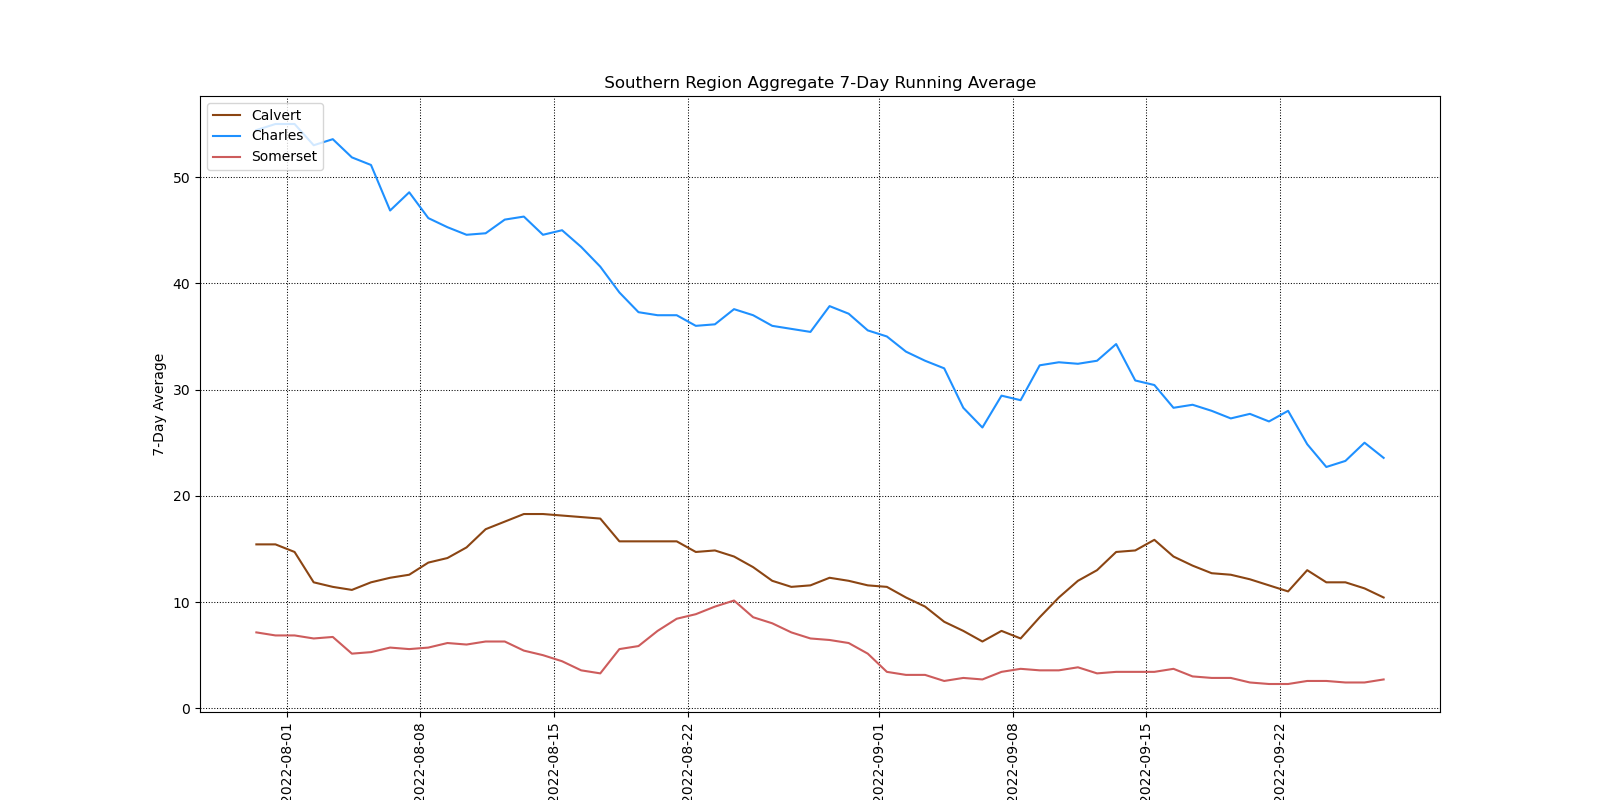 Southern Region Aggregate 7-Day Running Average
Calvert
Charles
Somerset
7-Day Average
50
40
30
20
10
0
2022-08-01
2022-08-08
2022-08-15
2022-08-22
2022-09-01
2022-09-08
2022-09-15
2022-09-22